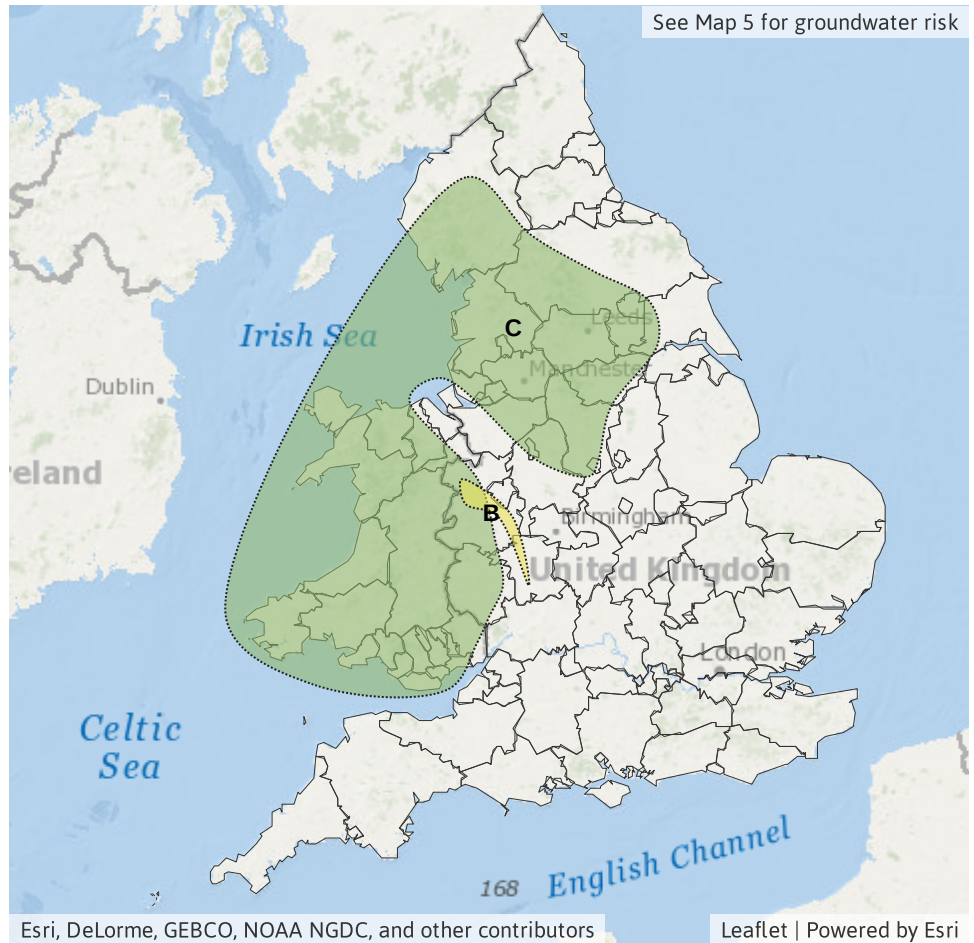 See Map 5 for groundwater risk
C
Leeds
Irish Sea
Manchester
Dublin
reland
B
Birmingham
United Kingdom
London
Celtic
Sea
English Channel
168
Esri, DeLorme, GEBCO, NOAA NGDC, and other contributors
Leaflet | Powered by Esri